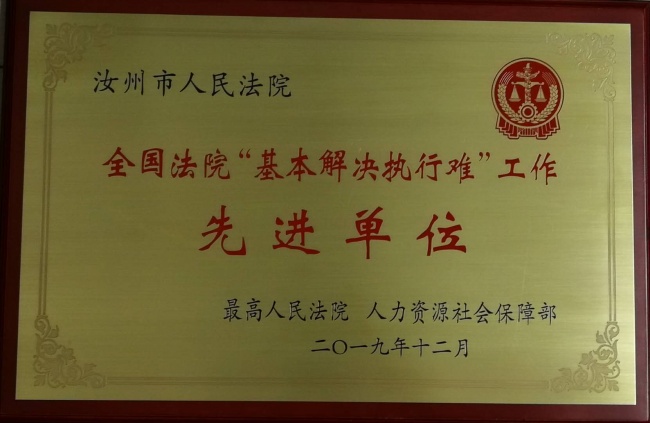 汝州市人民法院
全国法院“基本解决执行难”工作
先进单位
最高人民法院 人力资源社会保障部
二〇一九年十二月